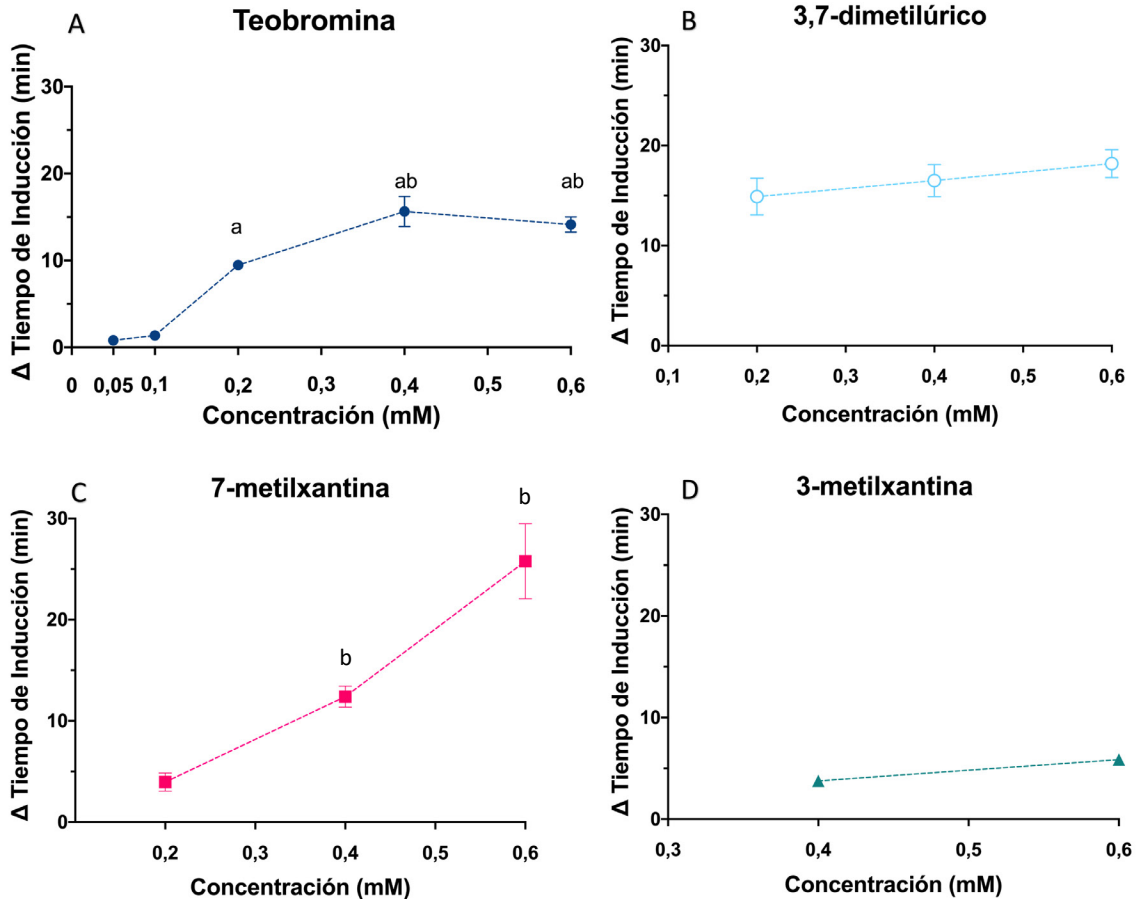 A
Teobromina
Δ Tiempo de Inducción (min)
30
20
10
0
a
ab
ab
0 0,05 0,1 0,2 0,3 0,4 0,5 0,6
Concentración (mM)
B
3,7-dimetilúrico
Δ Tiempo de Inducción (min)
30
20
10
0
0,1 0,2 0,3 0,4 0,5 0,6
Concentración (mM)
C
7-metilxantina
Δ Tiempo de Inducción (min)
30
20
10
0
b
b
0,2 0,3 0,4 0,5 0,6
Concentración (mM)
D
3-metilxantina
Δ Tiempo de Inducción (min)
30
20
10
0
0,3 0,4 0,5 0,6
Concentración (mM)